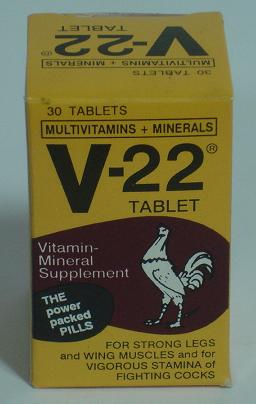 V-22®
TABLET
MULTIVITAMINS + MINERALS
30 TABLETS
30 TABLETS
MULTIVITAMINS + MINERALS
V-22®
TABLET
Vitamin-
Mineral
Supplement
THE
power
packed
PILLS
FOR STRONG LEGS
and WING MUSCLES and for
VIGOROUS STAMINA of
FIGHTING COCKS